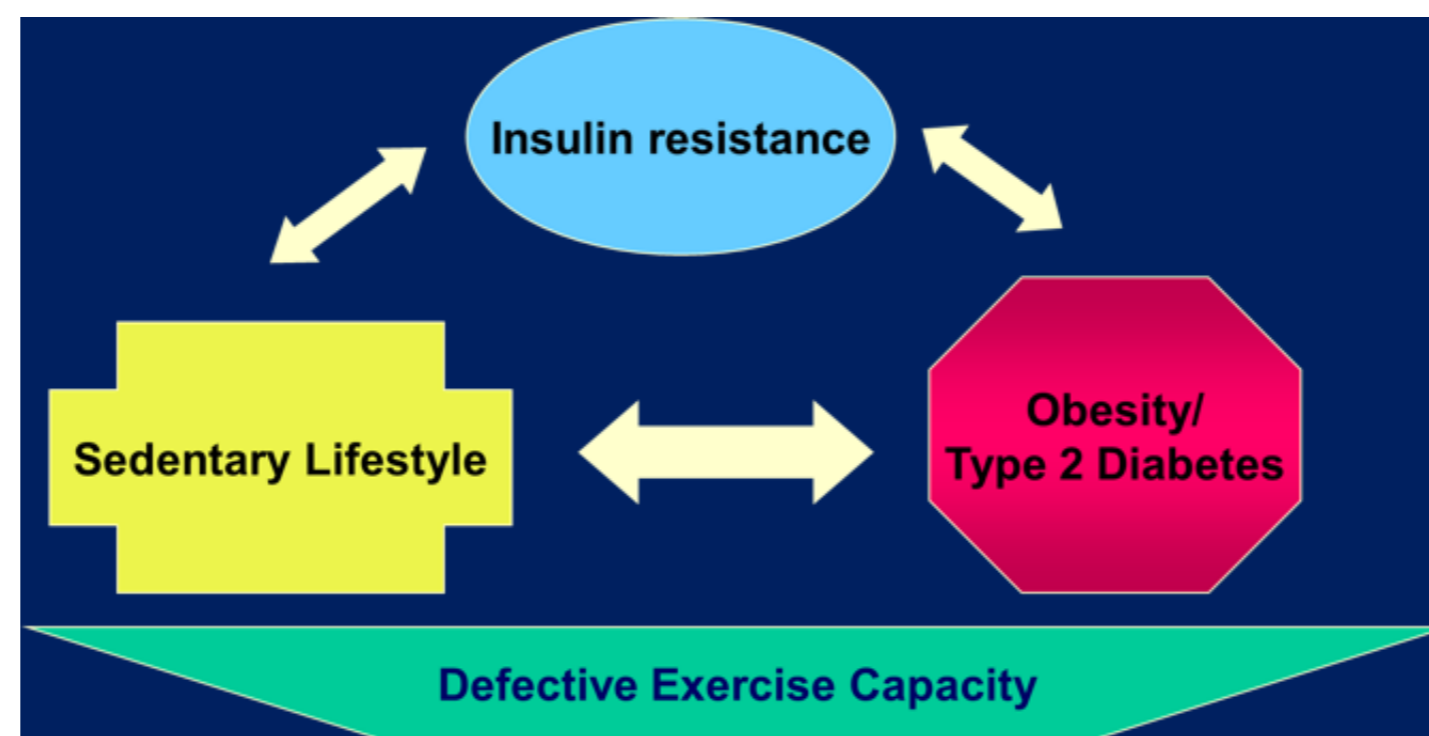 Insulin resistance
Sedentary Lifestyle
Obesity/
Type 2 Diabetes
Defective Exercise Capacity